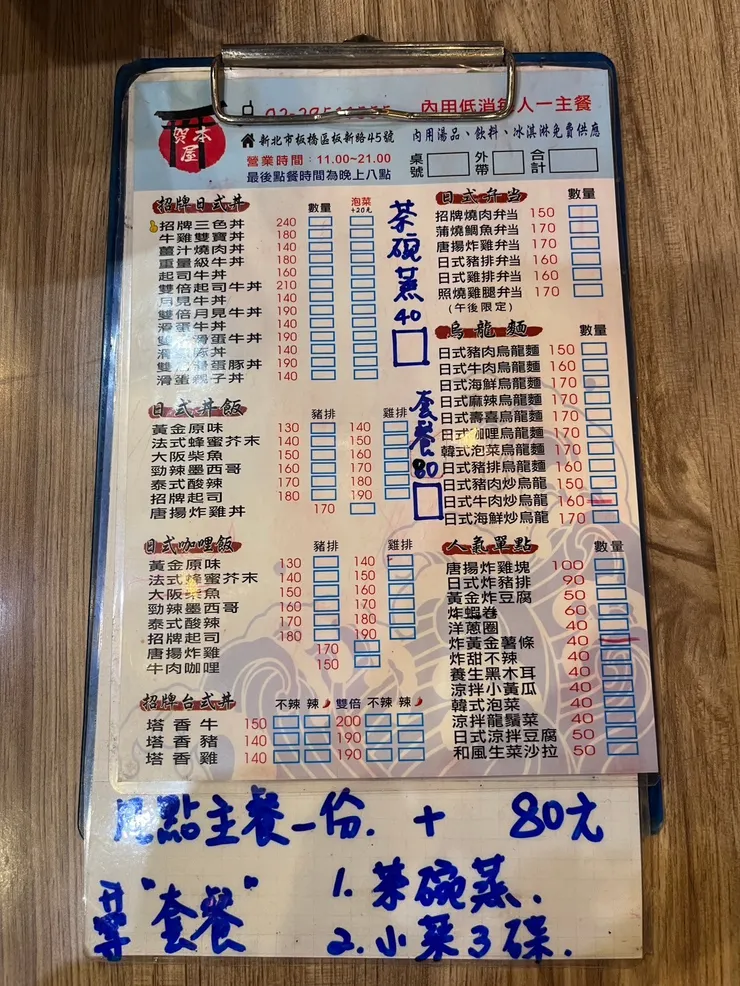 內用低消每人一主餐
賀本屋
新北市板橋區板新路45號
內用湯品、飲料、冰淇淋免費供應
營業時間：11.00~21.00
最後點餐時間為晚上八點
桌號 外帶 合計
招牌日式丼 數量 泡菜+20元
招牌三色丼 240
牛雞雙寶丼 180
薑汁燒肉丼 140
重量級牛丼 180
起司牛丼 160
雙倍起司牛丼 210
月見牛丼 140
雙倍月見牛丼 190
滑蛋牛丼 140
滑蛋牛丼 190
丼 140
滑蛋豚丼 190
滑蛋親子丼 140
茶碗蒸 40
套餐 80
日式丼飯 豬排 雞排
黃金原味 130 140
法式蜂蜜芥末 140 150
大阪柴魚 150 160
勁辣墨西哥 160 170
泰式酸辣 170 180
招牌起司 180 190
唐揚炸雞丼 170
日式咖哩飯 豬排 雞排
黃金原味 130 140
法式蜂蜜芥末 140 150
大阪柴魚 150 160
勁辣墨西哥 160 170
泰式酸辣 170 180
招牌起司 180 190
唐揚炸雞 170
牛肉咖哩 150
招牌台式丼 不辣 辣 雙倍 不辣 辣
塔香牛 150 200
塔香豬 140 190
塔香雞 140 190
日式弁当 數量
招牌燒肉弁当 150
蒲燒鯛魚弁当 170
唐揚炸雞弁当 170
日式豬排弁当 160
日式雞排弁当 160
照燒雞腿弁当 170
(午後限定)
烏龍麵 數量
日式豬肉烏龍麵 150
日式牛肉烏龍麵 160
日式海鮮烏龍麵 170
日式麻辣烏龍麵 170
日式壽喜烏龍麵 170
日式咖哩烏龍麵 170
韓式泡菜烏龍麵 170
日式豬排烏龍麵 160
日式豬肉炒烏龍 150
日式牛肉炒烏龍 160
日式海鮮炒烏龍 170
人氣單點 數量
唐揚炸雞塊 100
日式炸豬排 90
黃金炸豆腐 50
炸蝦卷 60
洋蔥圈 40
炸黃金薯條 40
炸甜不辣 40
養生黑木耳 40
涼拌小黃瓜 40
韓式泡菜 40
涼拌龍鬚菜 40
日式涼拌豆腐 50
和風生菜沙拉 50
凡點主餐一份. + 80元
享"套餐" 1. 茶碗蒸.
2. 小菜3碟.